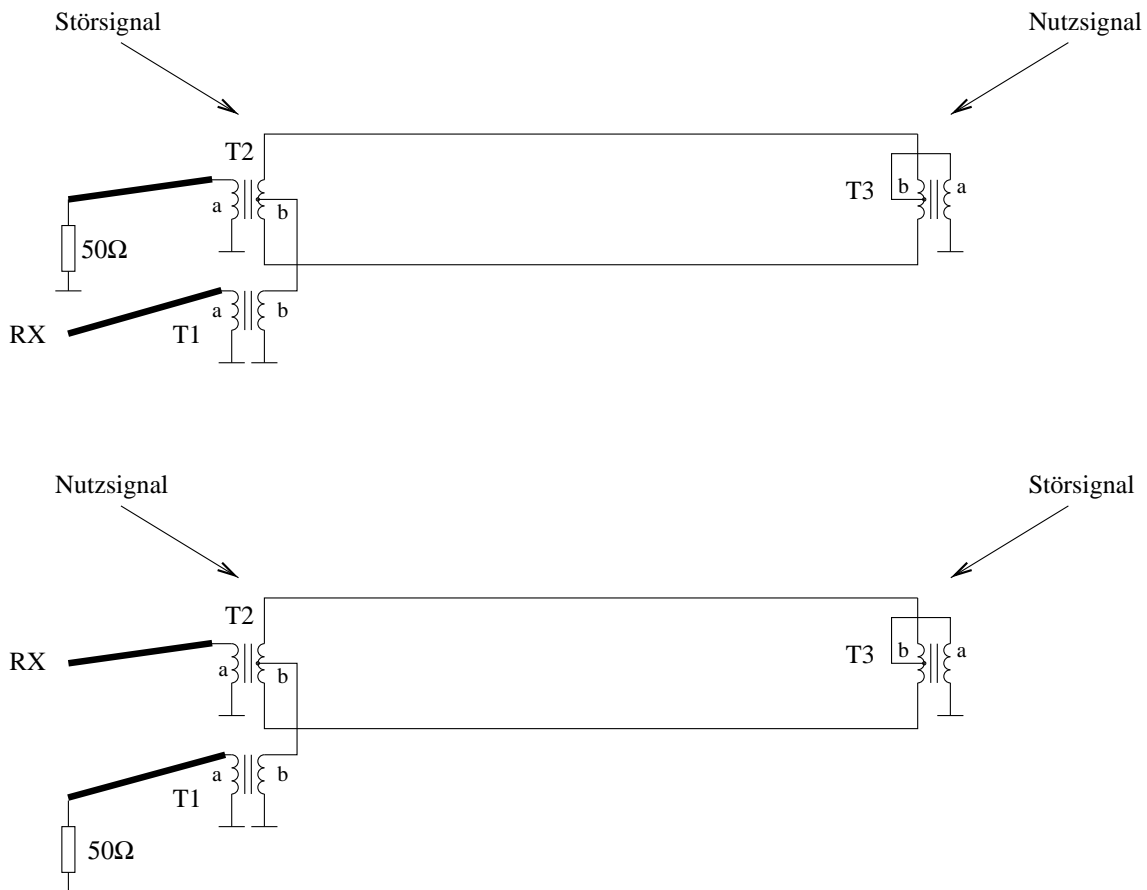 Störsignal
Nutzsignal
T2
b
a
T3
a
b
50Ω
a
b
RX
T1
Nutzsignal
Störsignal
T2
b
a
T3
RX
a
b
a
b
T1
50Ω